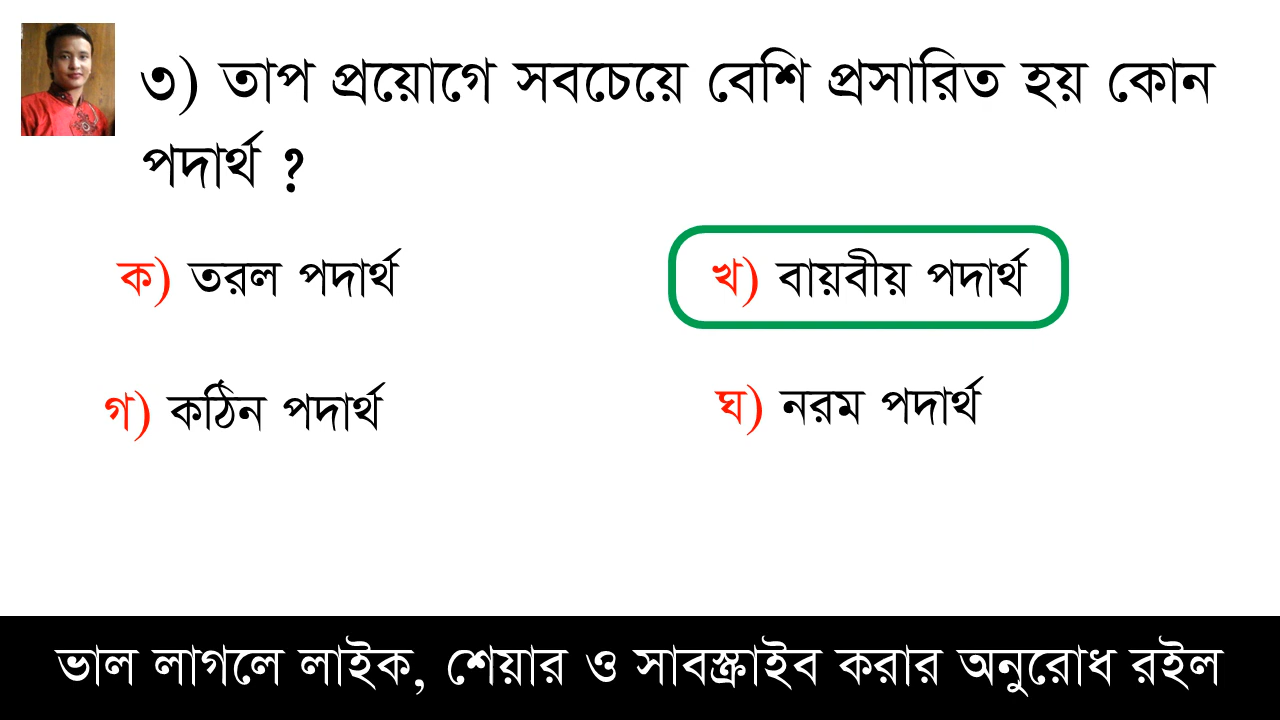 ৩) তাপ প্রয়োগে সবচেয়ে বেশি প্রসারিত হয় কোন
পদার্থ ?
ক) তরল পদার্থ
খ) বায়বীয় পদার্থ
গ) কঠিন পদার্থ
ঘ) নরম পদার্থ
ভাল লাগলে লাইক, শেয়ার ও সাবস্ক্রাইব করার অনুরোধ রইল